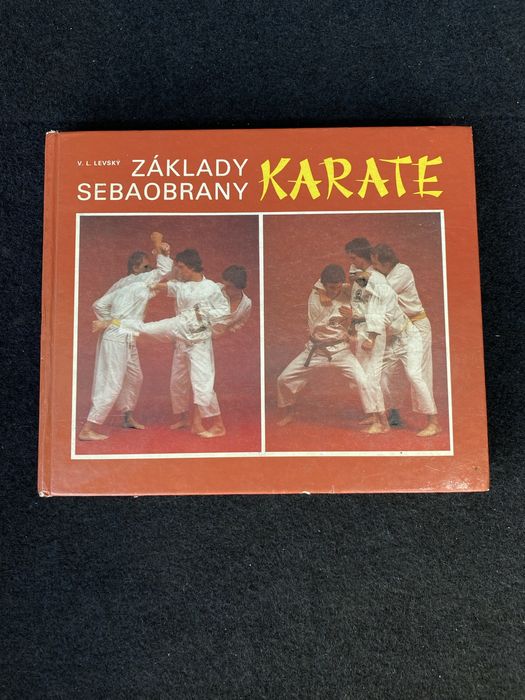 V. L. LEVSKÝ
ZÁKLADY
SEBAOBRANY
KARATE